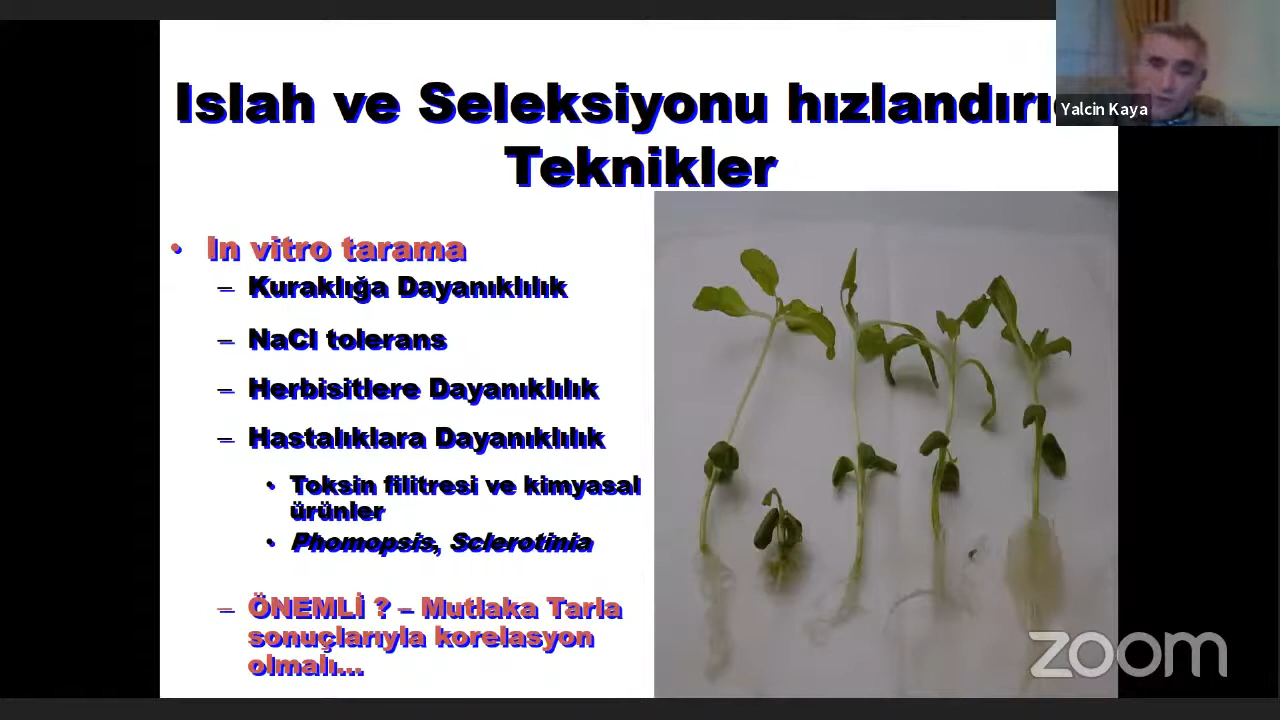 Islah ve Seleksiyonu hızlandırı
Teknikler
Yalcin Kaya
• In vitro tarama
– Kuraklığa Dayanıklılık
– NaCl tolerans
– Herbisitlere Dayanıklılık
– Hastalıklara Dayanıklılık
• Toksin filitresi ve kimyasal
ürünler
• Phomopsis, Sclerotinia
– ÖNEMLİ ? – Mutlaka Tarla
sonuçlarıyla korelasyon
olmalı...
zoom